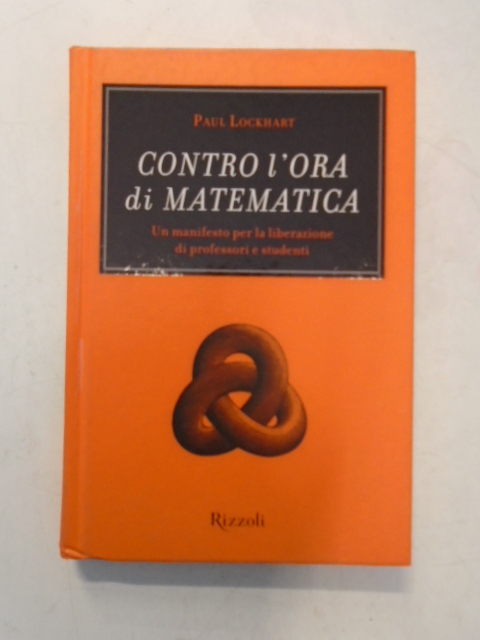 PAUL LOCKHART
CONTRO l'ORA
di MATEMATICA
Un manifesto per la liberazione
di professori e studenti
Rizzoli